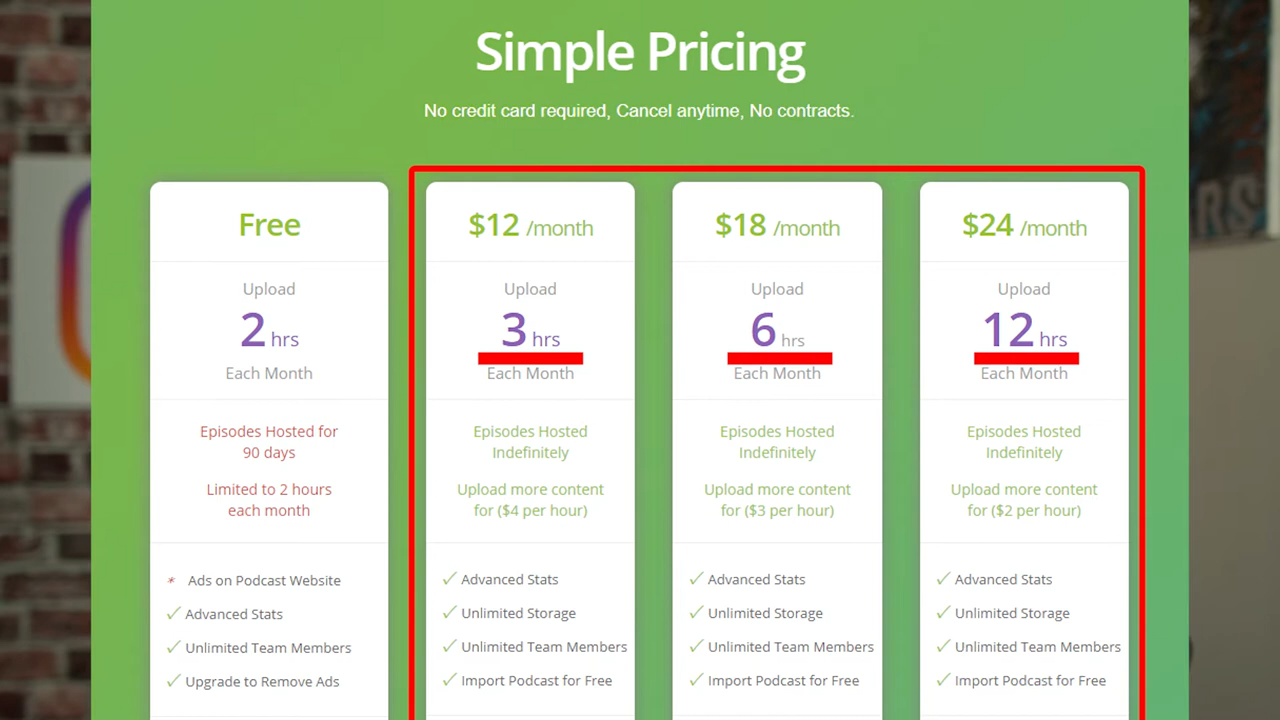 Simple Pricing
No credit card required, Cancel anytime, No contracts.
Free
Upload
2 hrs
Each Month
Episodes Hosted for
90 days
Limited to 2 hours
each month
* Ads on Podcast Website
✓ Advanced Stats
✓ Unlimited Team Members
✓ Upgrade to Remove Ads
$12 /month
Upload
3 hrs
Each Month
Episodes Hosted
Indefinitely
Upload more content
for ($4 per hour)
✓ Advanced Stats
✓ Unlimited Storage
✓ Unlimited Team Members
✓ Import Podcast for Free
$18 /month
Upload
6 hrs
Each Month
Episodes Hosted
Indefinitely
Upload more content
for ($3 per hour)
✓ Advanced Stats
✓ Unlimited Storage
✓ Unlimited Team Members
✓ Import Podcast for Free
$24 /month
Upload
12 hrs
Each Month
Episodes Hosted
Indefinitely
Upload more content
for ($2 per hour)
✓ Advanced Stats
✓ Unlimited Storage
✓ Unlimited Team Members
✓ Import Podcast for Free